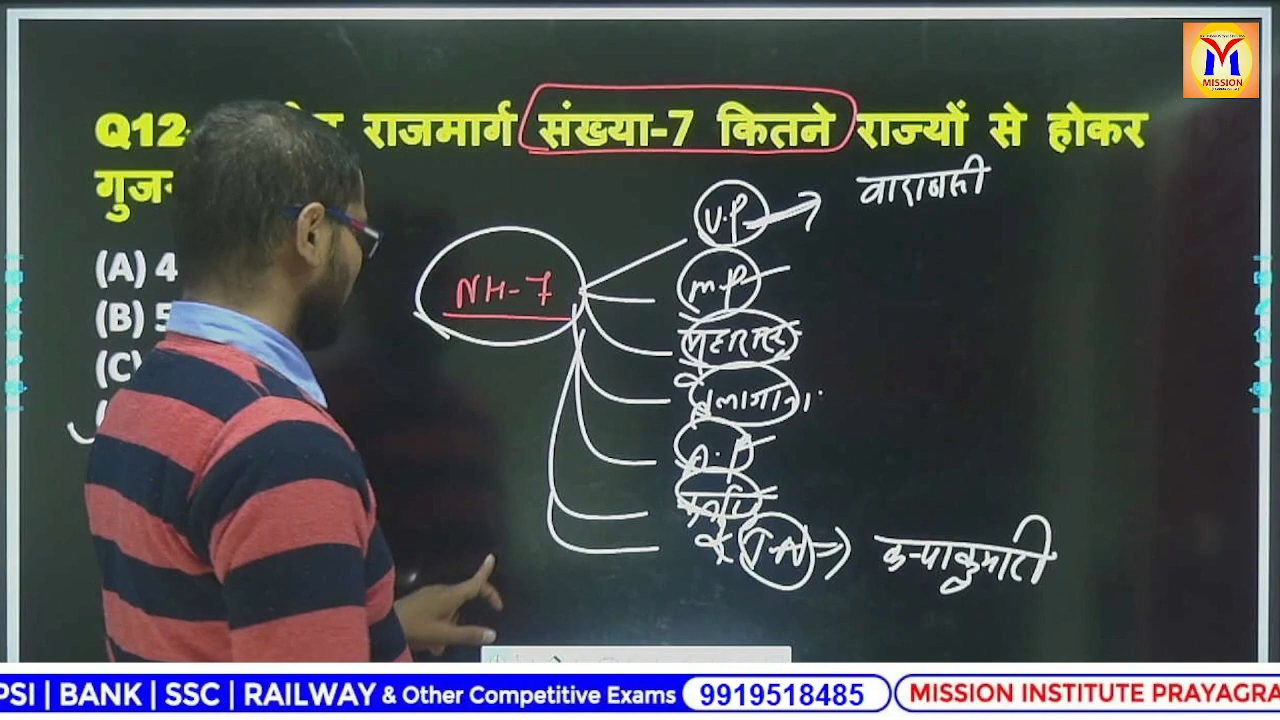 MISSION
Q12 राजमार्ग संख्या-7 कितने राज्यों से होकर
(A) 4
(B) 5
(C)
NH-7
U.P
वाराबसी
M.P
महारास्ट्र
तेलांगाना
A.P
T.N
कन्याकुमारी
PSI | BANK | SSC | RAILWAY & Other Competitive Exams 9919518485 MISSION INSTITUTE PRAYAGRA